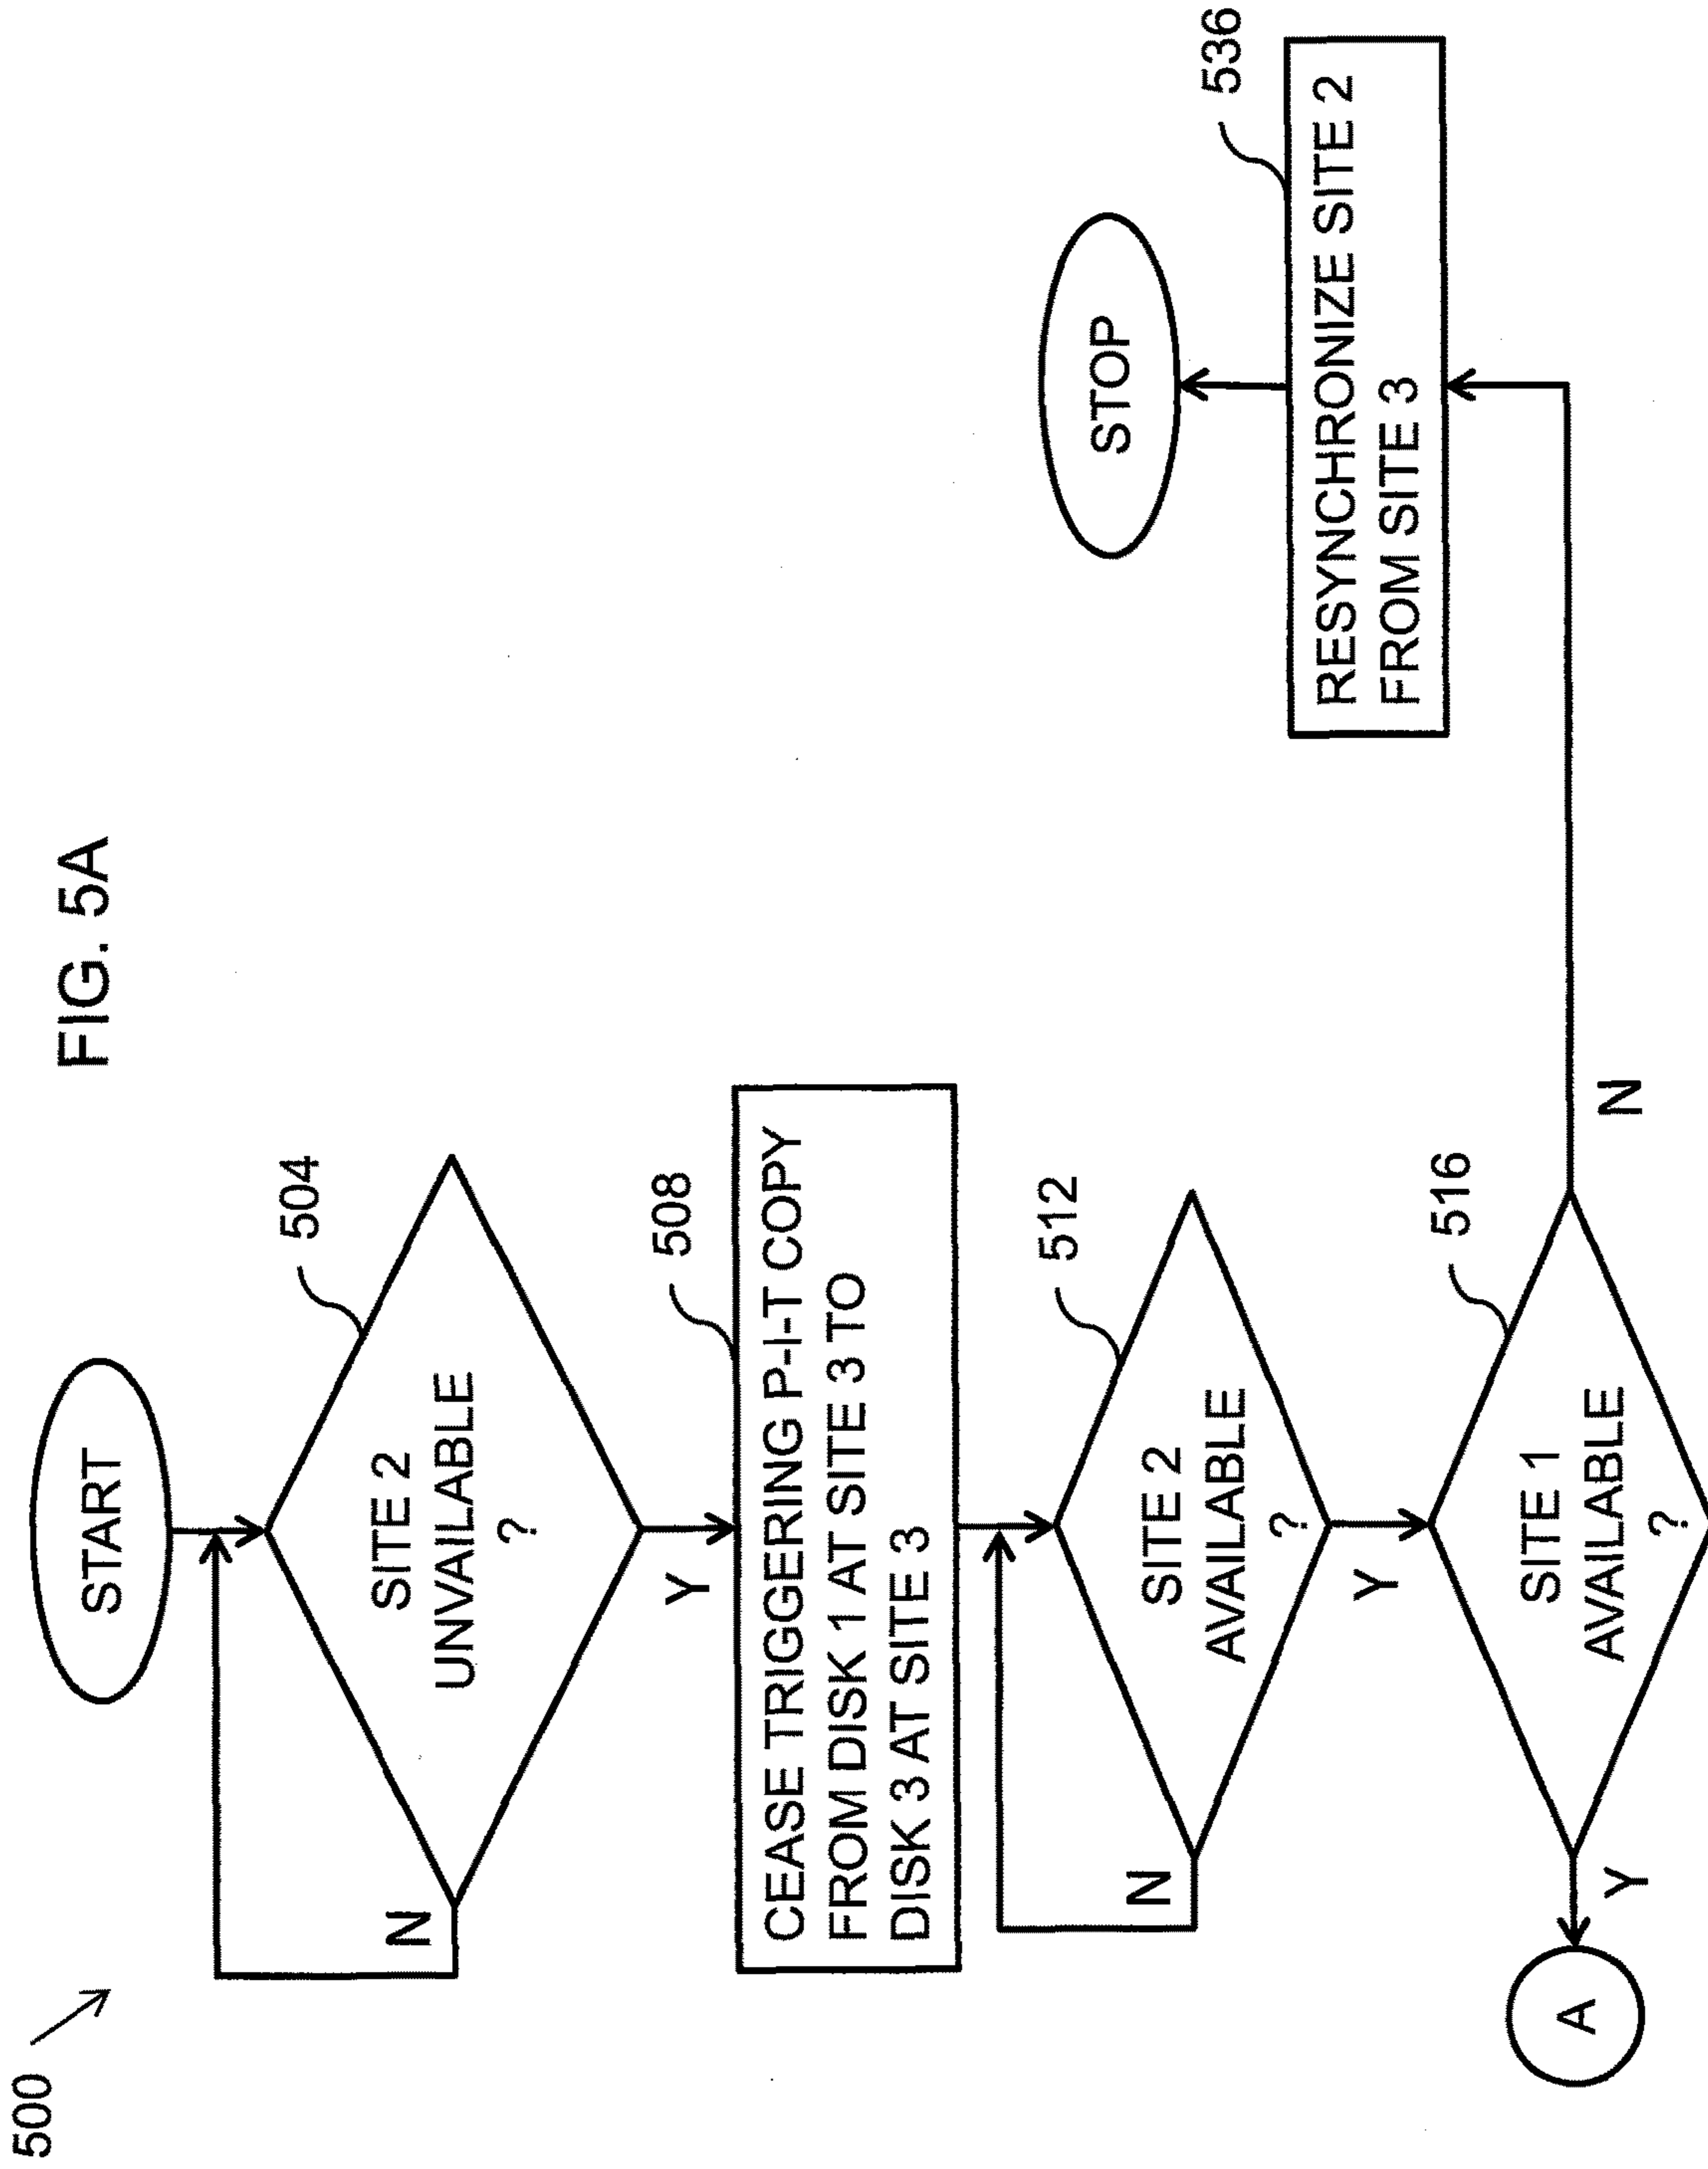 FIG. 5A
500
START
504
SITE 2
UNVAILABLE
?
N
Y
508
CEASE TRIGGERING P-I-T COPY
FROM DISK 1 AT SITE 3 TO
DISK 3 AT SITE 3
512
SITE 2
AVAILABLE
?
N
Y
516
SITE 1
AVAILABLE
?
Y
A
N
536
RESYNCHRONIZE SITE 2
FROM SITE 3
STOP